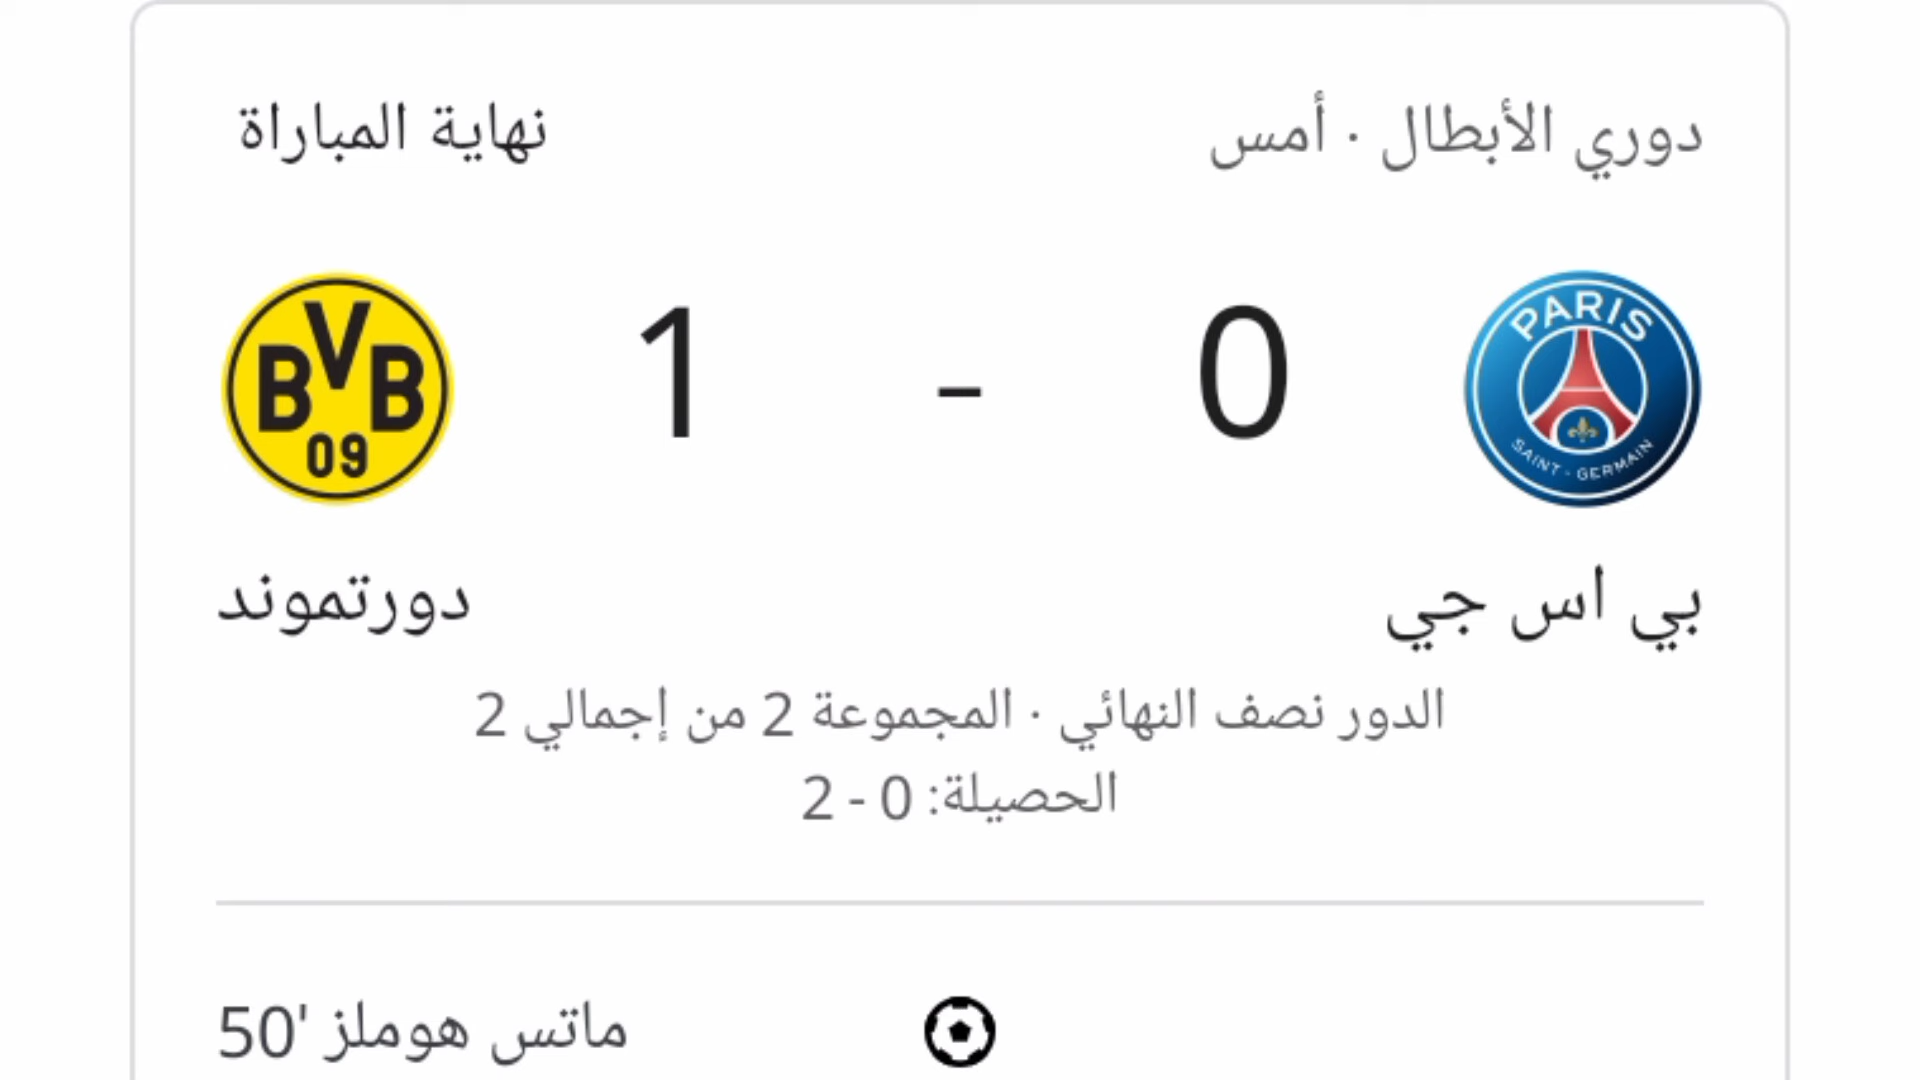 دوري الأبطال · أمس
نهاية المباراة
PARIS
SAINT - GERMAIN
0 - 1
BVB
09
بي اس جي
دورتموند
الدور نصف النهائي · المجموعة 2 من إجمالي 2
الحصيلة: 0 - 2
ماتس هوملز '50